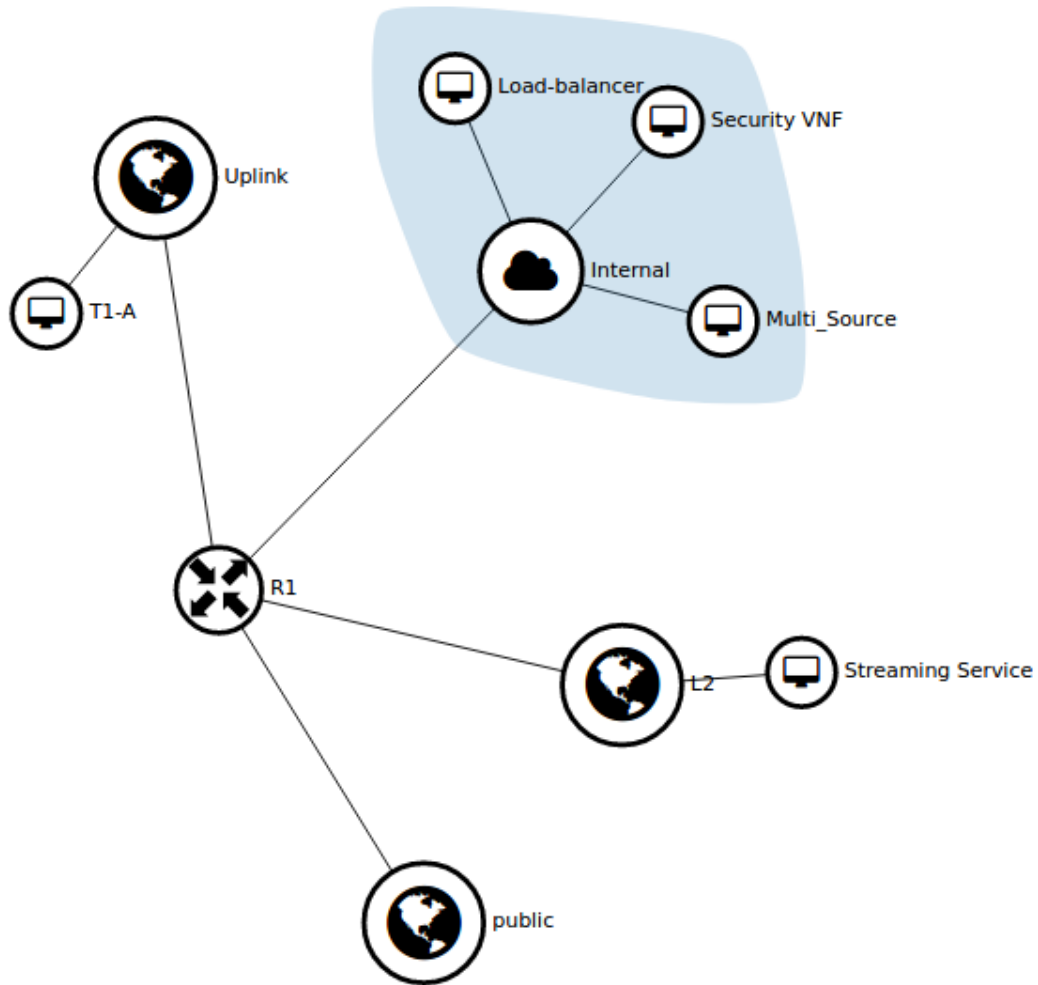 Load-balancer
Security VNF
Uplink
Internal
T1-A
Multi_Source
R1
L2
Streaming Service
public